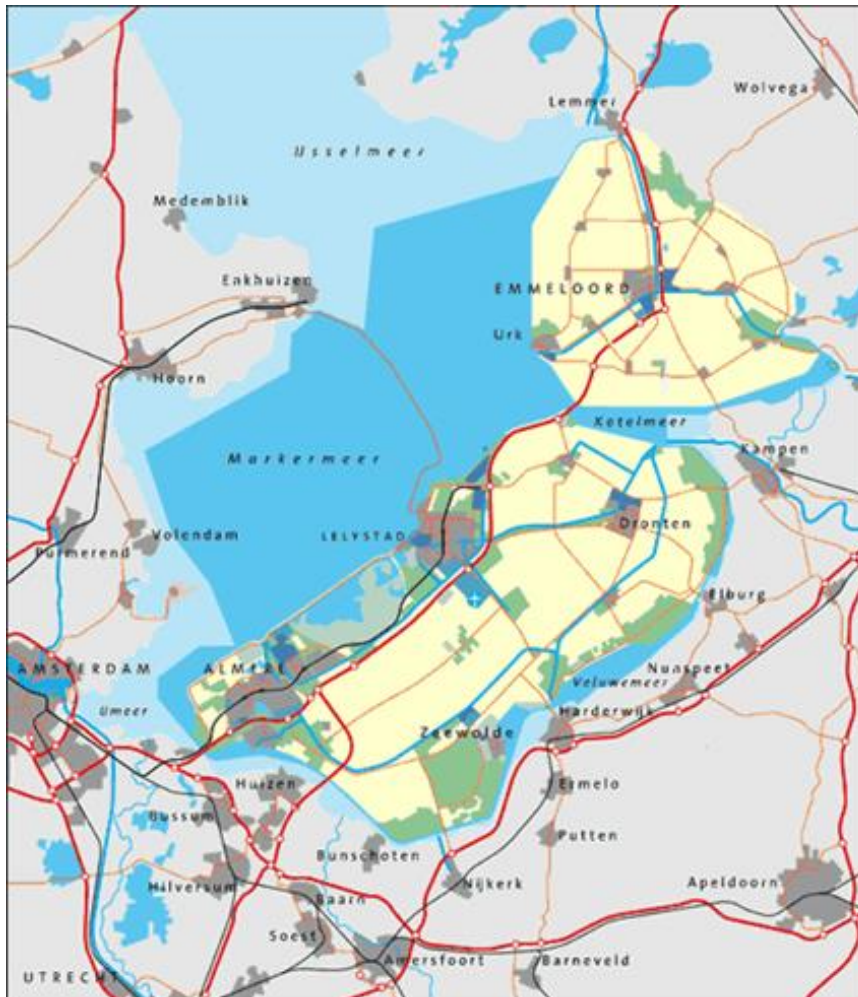 Wolvega
Lemmer
IJsselmeer
Medemblik
Enkhuizen
EMMELOORD
Urk
Hoorn
Ketelmeer
Markermeer
Kampen
Volendam
LELYSTAD
Dronten
Purmerend
Elburg
AMSTERDAM
ALMERE
Nunspeet
Veluwemeer
IJmeer
Harderwijk
Zeewolde
Huizen
Ermelo
Bussum
Putten
Bunschoten
Hilversum
Nijkerk
Apeldoorn
Baarn
Soest
Amersfoort
Barneveld
UTRECHT